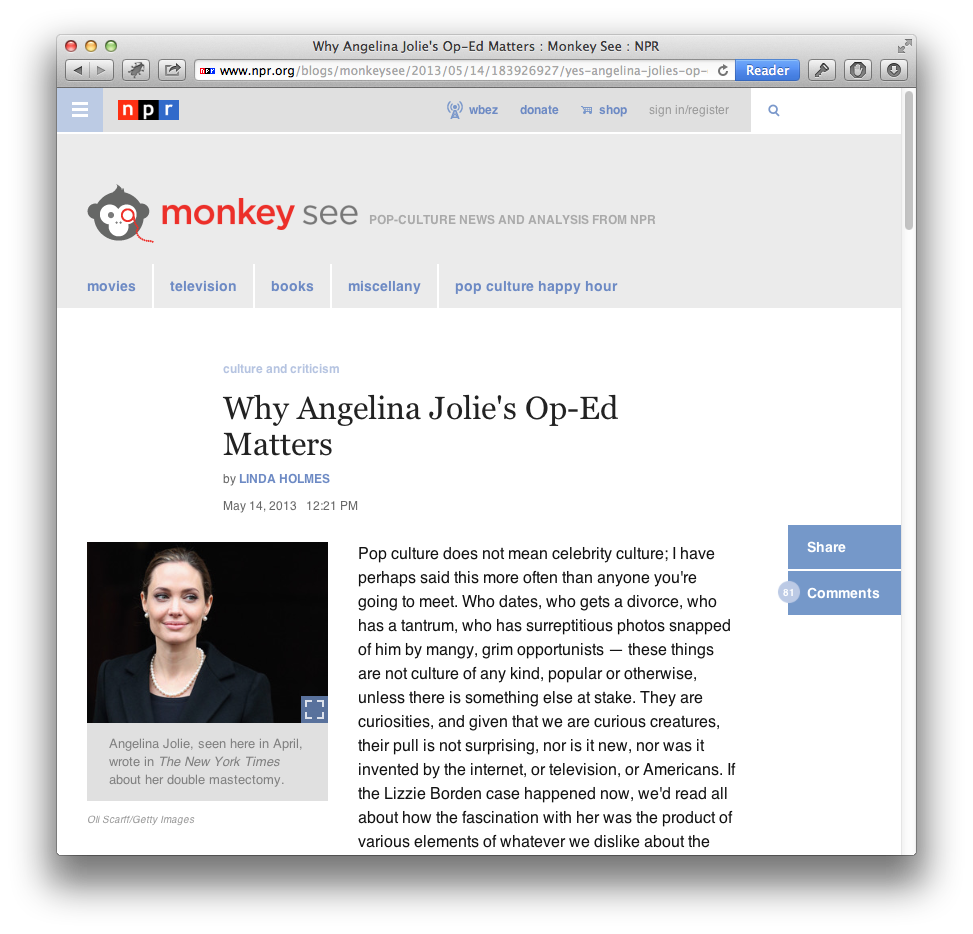 Why Angelina Jolie's Op-Ed Matters : Monkey See : NPR
npr www.npr.org/blogs/monkeysee/2013/05/14/183926927/yes-angelina-jolies-op- Reader
n p r wbez donate shop sign in/register
monkey see POP-CULTURE NEWS AND ANALYSIS FROM NPR
movies television books miscellany pop culture happy hour
culture and criticism
Why Angelina Jolie's Op-Ed
Matters
by LINDA HOLMES
May 14, 2013 12:21 PM
Angelina Jolie, seen here in April,
wrote in The New York Times
about her double mastectomy.
Oli Scarff/Getty Images
Pop culture does not mean celebrity culture; I have
perhaps said this more often than anyone you're
going to meet. Who dates, who gets a divorce, who
has a tantrum, who has surreptitious photos snapped
of him by mangy, grim opportunists — these things
are not culture of any kind, popular or otherwise,
unless there is something else at stake. They are
curiosities, and given that we are curious creatures,
their pull is not surprising, nor is it new, nor was it
invented by the internet, or television, or Americans. If
the Lizzie Borden case happened now, we'd read all
about how the fascination with her was the product of
various elements of whatever we dislike about the
Share
81 Comments